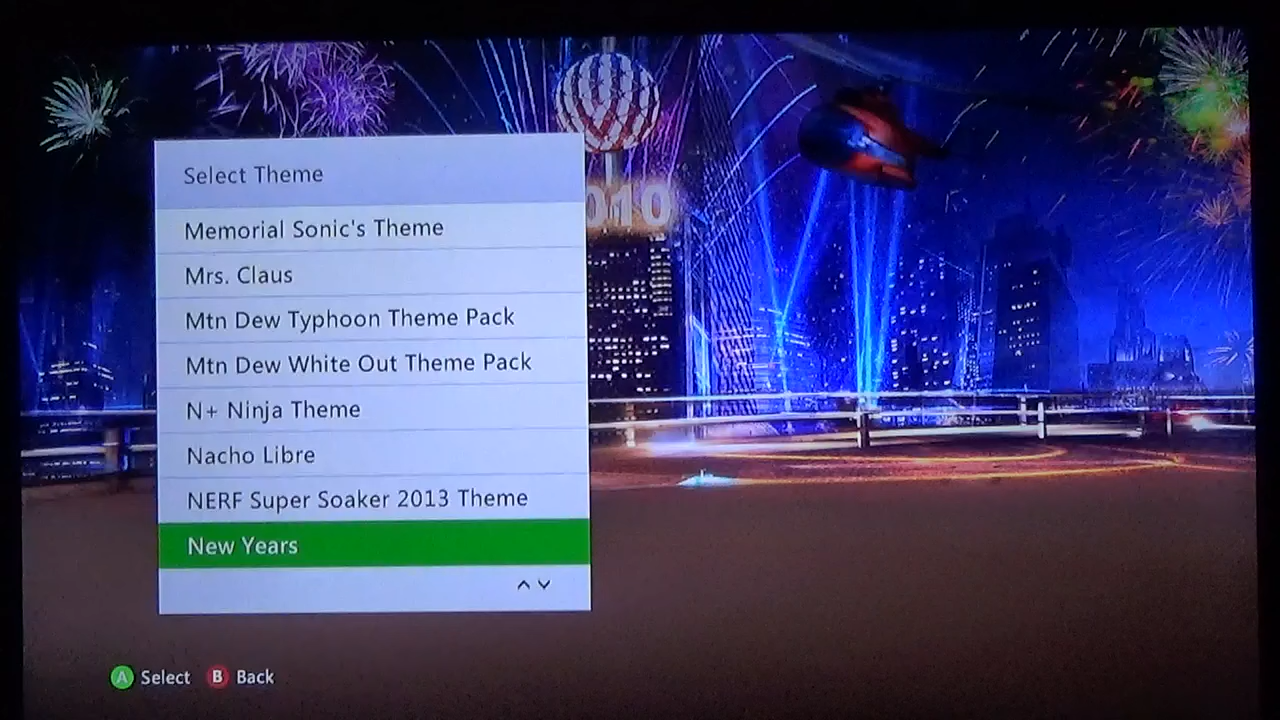 Select Theme
Memorial Sonic's Theme
Mrs. Claus
Mtn Dew Typhoon Theme Pack
Mtn Dew White Out Theme Pack
N+ Ninja Theme
Nacho Libre
NERF Super Soaker 2013 Theme
New Years
010
A Select B Back